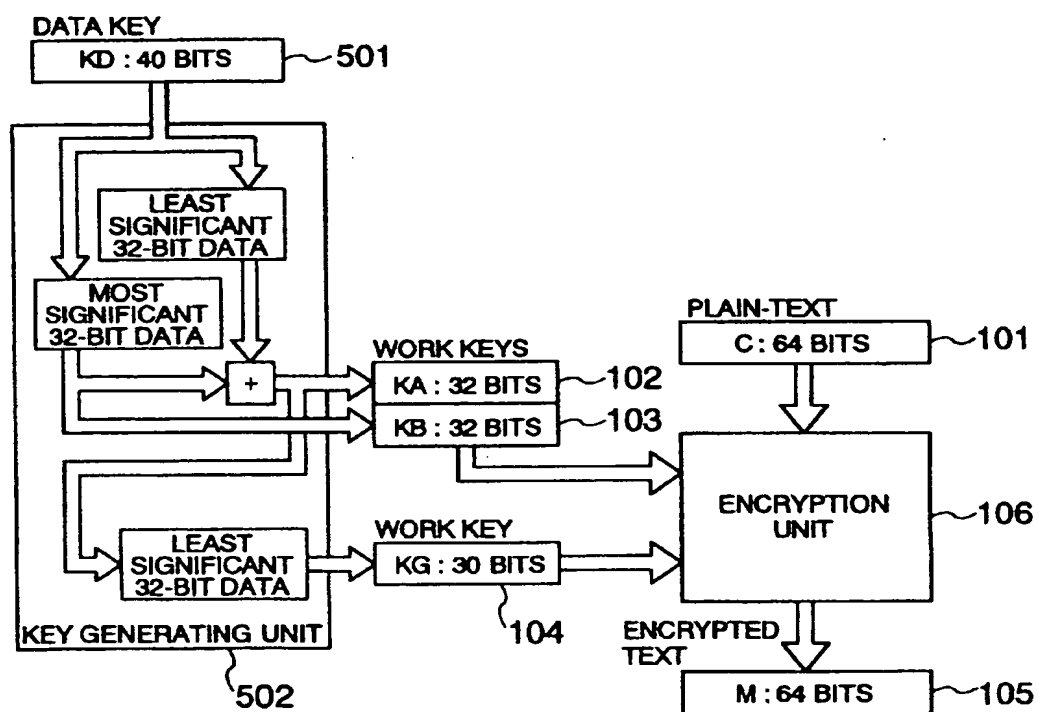 DATA KEY
KD : 40 BITS
501
LEAST
SIGNIFICANT
32-BIT DATA
MOST
SIGNIFICANT
32-BIT DATA
+
WORK KEYS
KA : 32 BITS
102
KB : 32 BITS
103
PLAIN-TEXT
C : 64 BITS
101
ENCRYPTION
UNIT
106
LEAST
SIGNIFICANT
32-BIT DATA
WORK KEY
KG : 30 BITS
104
KEY GENERATING UNIT
502
ENCRYPTED
TEXT
M : 64 BITS
105